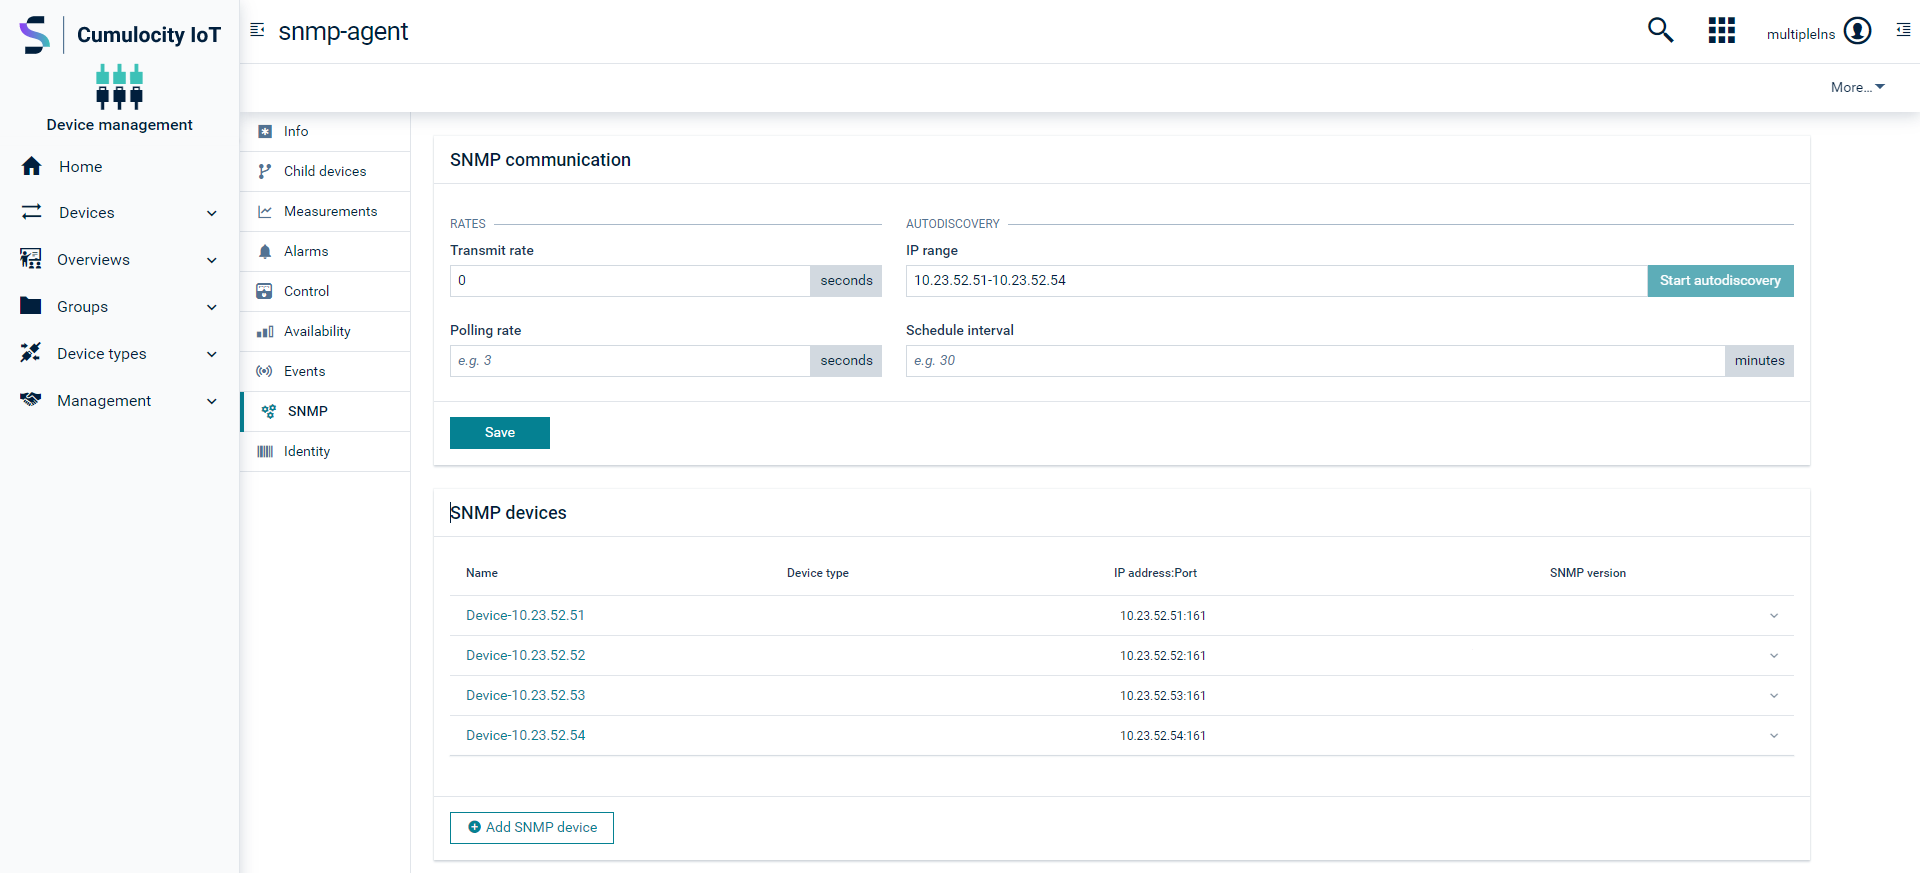 Cumulocity IoT
Device management
Home
Devices
Overviews
Groups
Device types
Management
snmp-agent
multiplelns
More...
Info
Child devices
Measurements
Alarms
Control
Availability
Events
SNMP
Identity
SNMP communication
RATES
Transmit rate
0 seconds
Polling rate
e.g. 3 seconds
AUTODISCOVERY
IP range
10.23.52.51-10.23.52.54 Start autodiscovery
Schedule interval
e.g. 30 minutes
Save
SNMP devices
Name Device type IP address:Port SNMP version
Device-10.23.52.51 10.23.52.51:161
Device-10.23.52.52 10.23.52.52:161
Device-10.23.52.53 10.23.52.53:161
Device-10.23.52.54 10.23.52.54:161
Add SNMP device